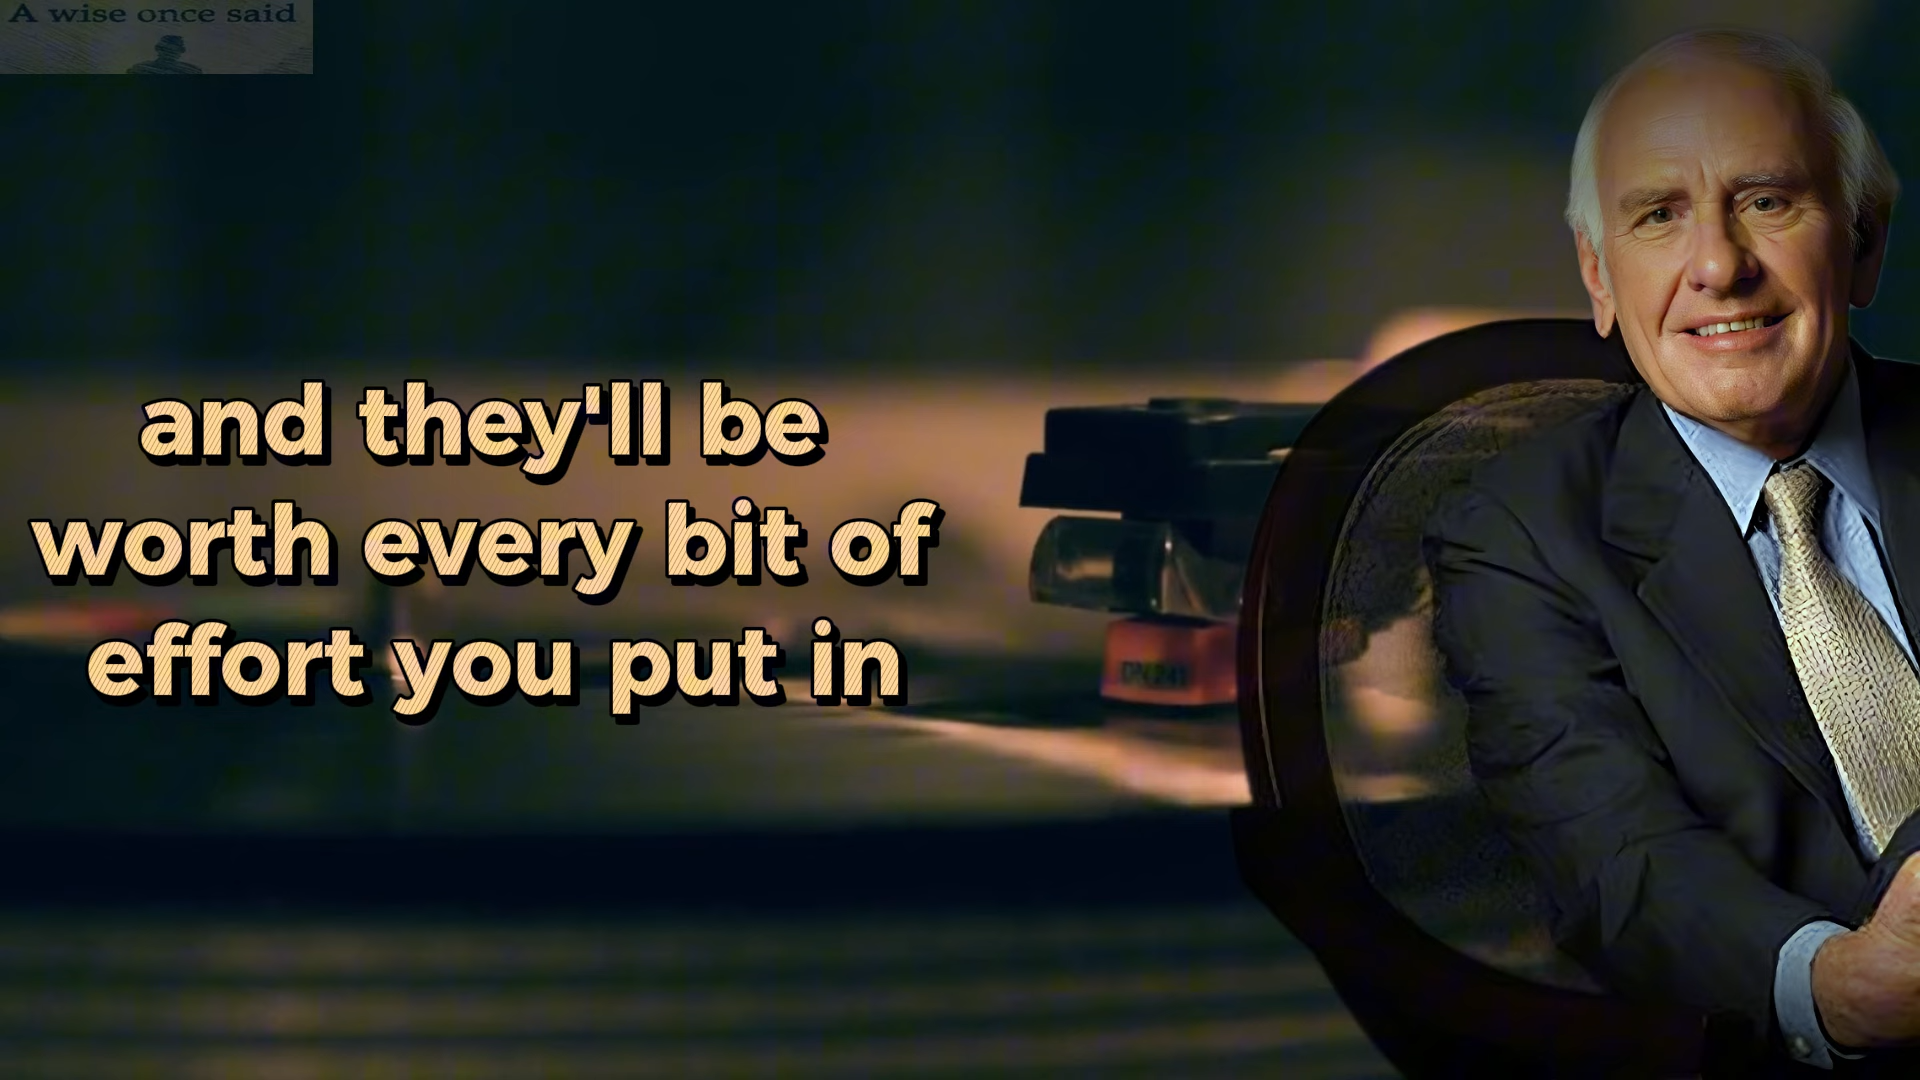 A wise once said
and they'll be
worth every bit of
effort you put in